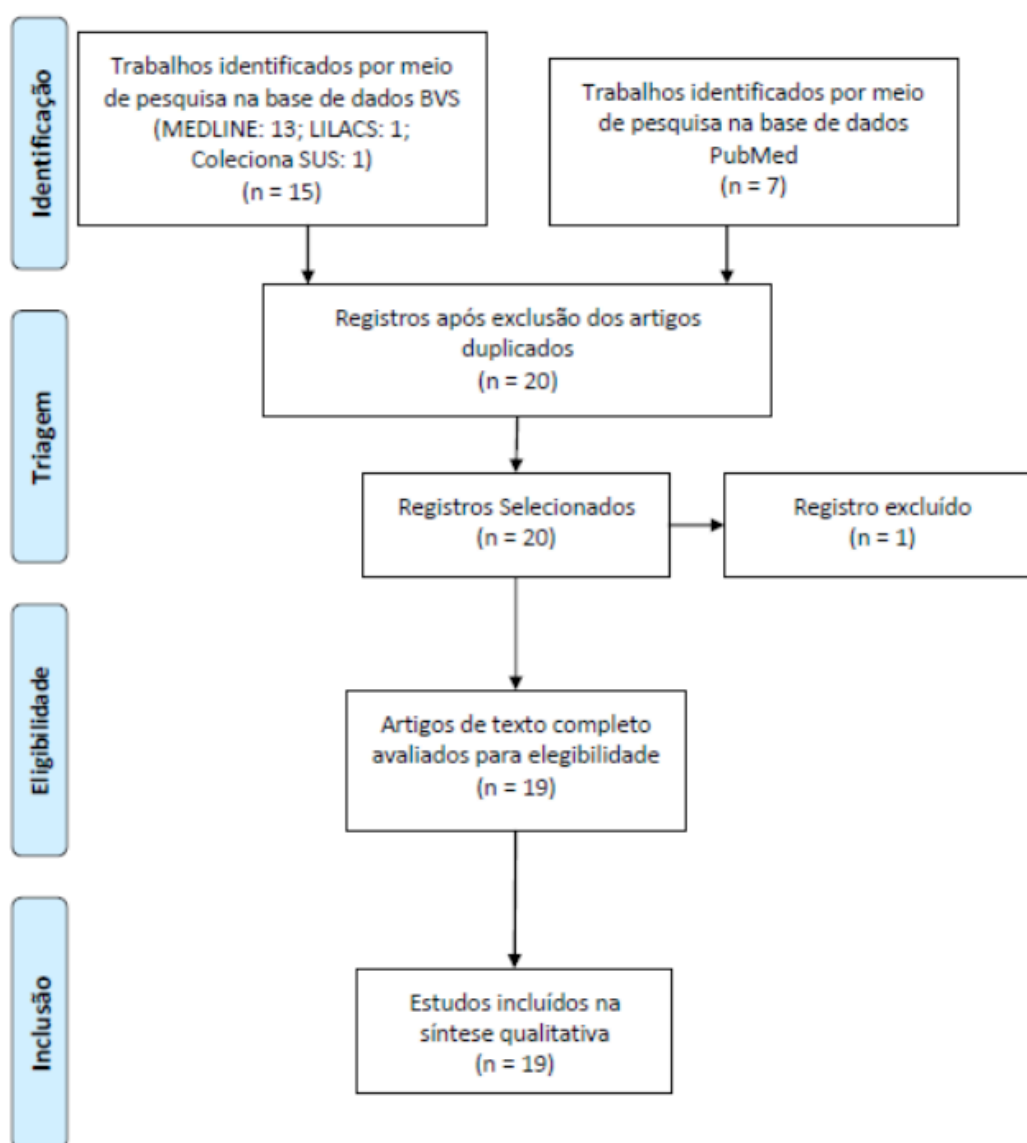 Identificação
Trabalhos identificados por meio
de pesquisa na base de dados BVS
(MEDLINE: 13; LILACS: 1;
Coleciona SUS: 1)
(n = 15)
Trabalhos identificados por meio
de pesquisa na base de dados
PubMed
(n = 7)
Triagem
Registros após exclusão dos artigos
duplicados
(n = 20)
Registros Selecionados
(n = 20)
Registro excluído
(n = 1)
Eligibilidade
Artigos de texto completo
avaliados para elegibilidade
(n = 19)
Inclusão
Estudos incluídos na
síntese qualitativa
(n = 19)